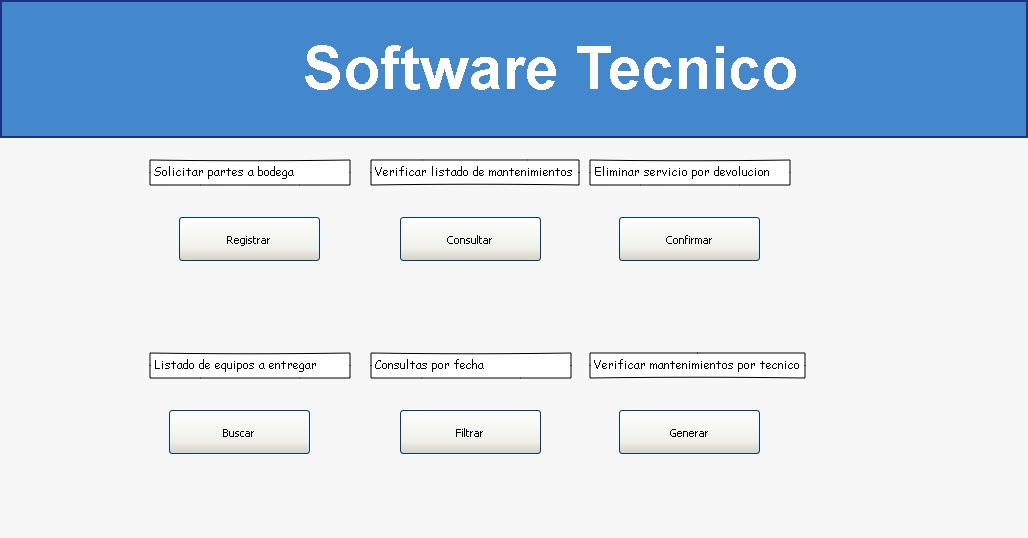 Software Tecnico
Solicitar partes a bodega
Verificar listado de mantenimientos
Eliminar servicio por devolucion
Registrar
Consultar
Confirmar
Listado de equipos a entregar
Consultas por fecha
Verificar mantenimientos por tecnico
Buscar
Filtrar
Generar